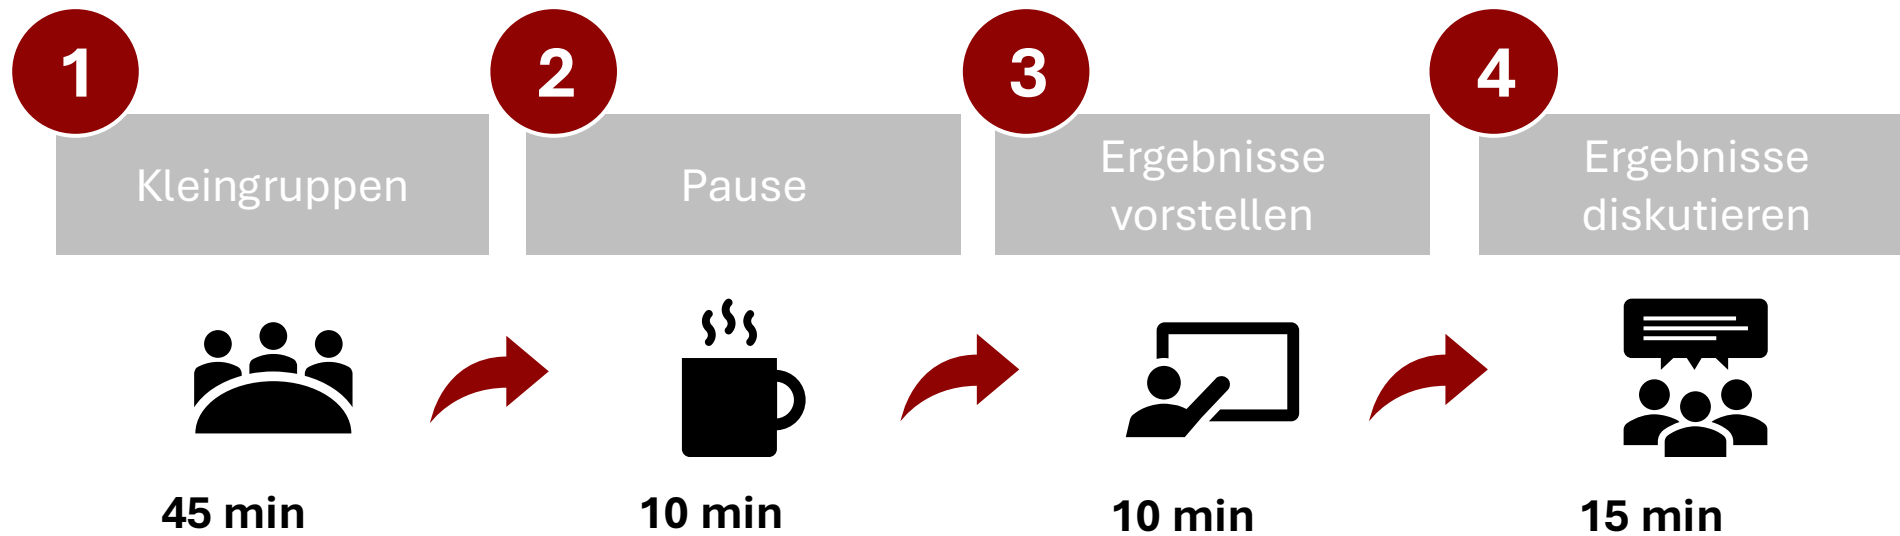 1
Kleingruppen
45 min
2
Pause
10 min
3
Ergebnisse
vorstellen
10 min
4
Ergebnisse
diskutieren
15 min